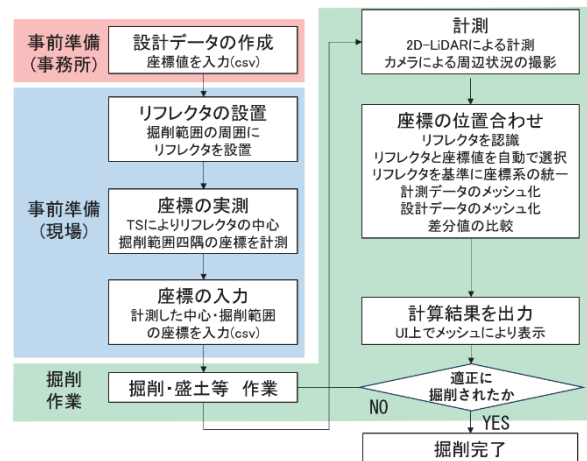 事前準備
(事務所)
設計データの作成
座標値を入力(csv)
事前準備
(現場)
リフレクタの設置
掘削範囲の周囲に
リフレクタを設置
座標の実測
TSによりリフレクタの中心
掘削範囲四隅の座標を計測
座標の入力
計測した中心・掘削範囲
の座標を入力(csv)
掘削
作業
掘削・盛土等 作業
計測
2D-LiDARによる計測
カメラによる周辺状況の撮影
座標の位置合わせ
リフレクタを認識
リフレクタと座標値を自動で選択
リフレクタを基準に座標系の統一
計測データのメッシュ化
設計データのメッシュ化
差分値の比較
計算結果を出力
UI上でメッシュにより表示
適正に
掘削されたか
NO
YES
掘削完了